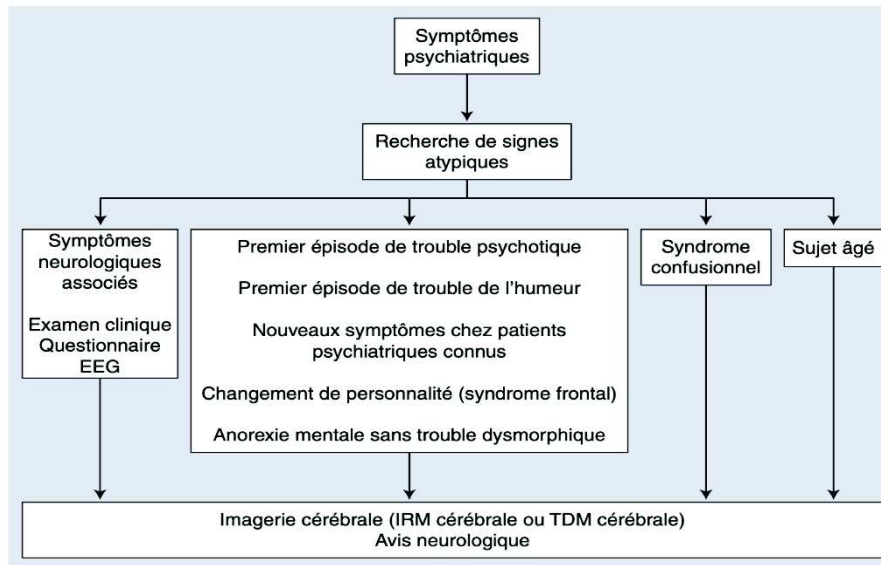 Symptômes
psychiatriques
Recherche de signes
atypiques
Symptômes
neurologiques
associés
Examen clinique
Questionnaire
EEG
Premier épisode de trouble psychotique
Premier épisode de trouble de l'humeur
Nouveaux symptômes chez patients
psychiatriques connus
Changement de personnalité (syndrome frontal)
Anorexie mentale sans trouble dysmorphique
Syndrome
confusionnel
Sujet âgé
Imagerie cérébrale (IRM cérébrale ou TDM cérébrale)
Avis neurologique